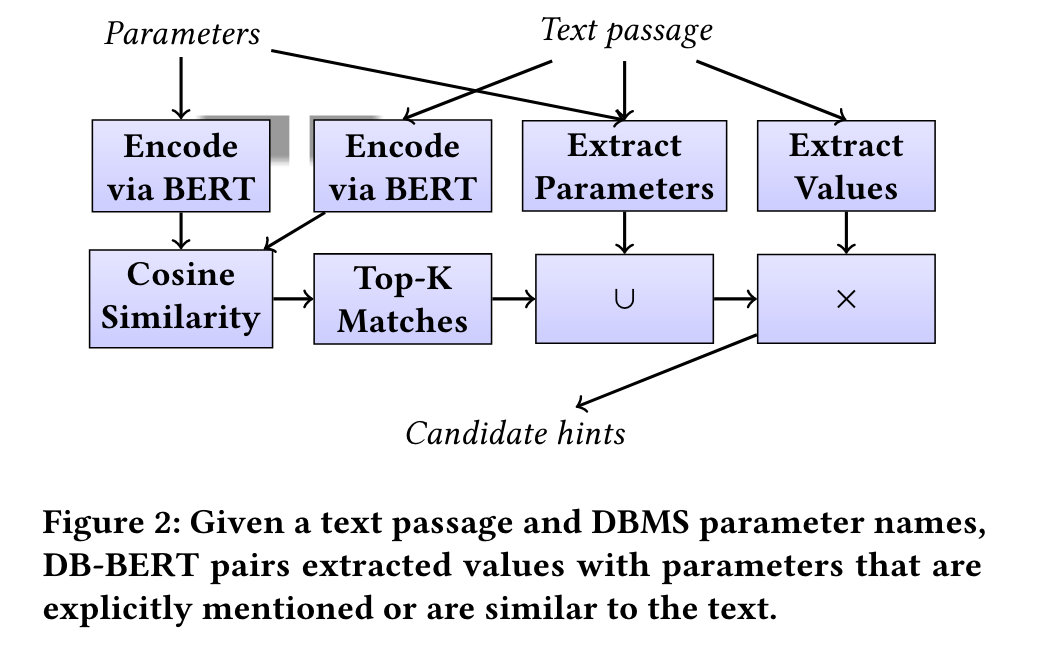 Parameters
Text passage
Encode
via BERT
Encode
via BERT
Extract
Parameters
Extract
Values
Cosine
Similarity
Top-K
Matches
∪
×
Candidate hints
Figure 2: Given a text passage and DBMS parameter names,
DB-BERT pairs extracted values with parameters that are
explicitly mentioned or are similar to the text.